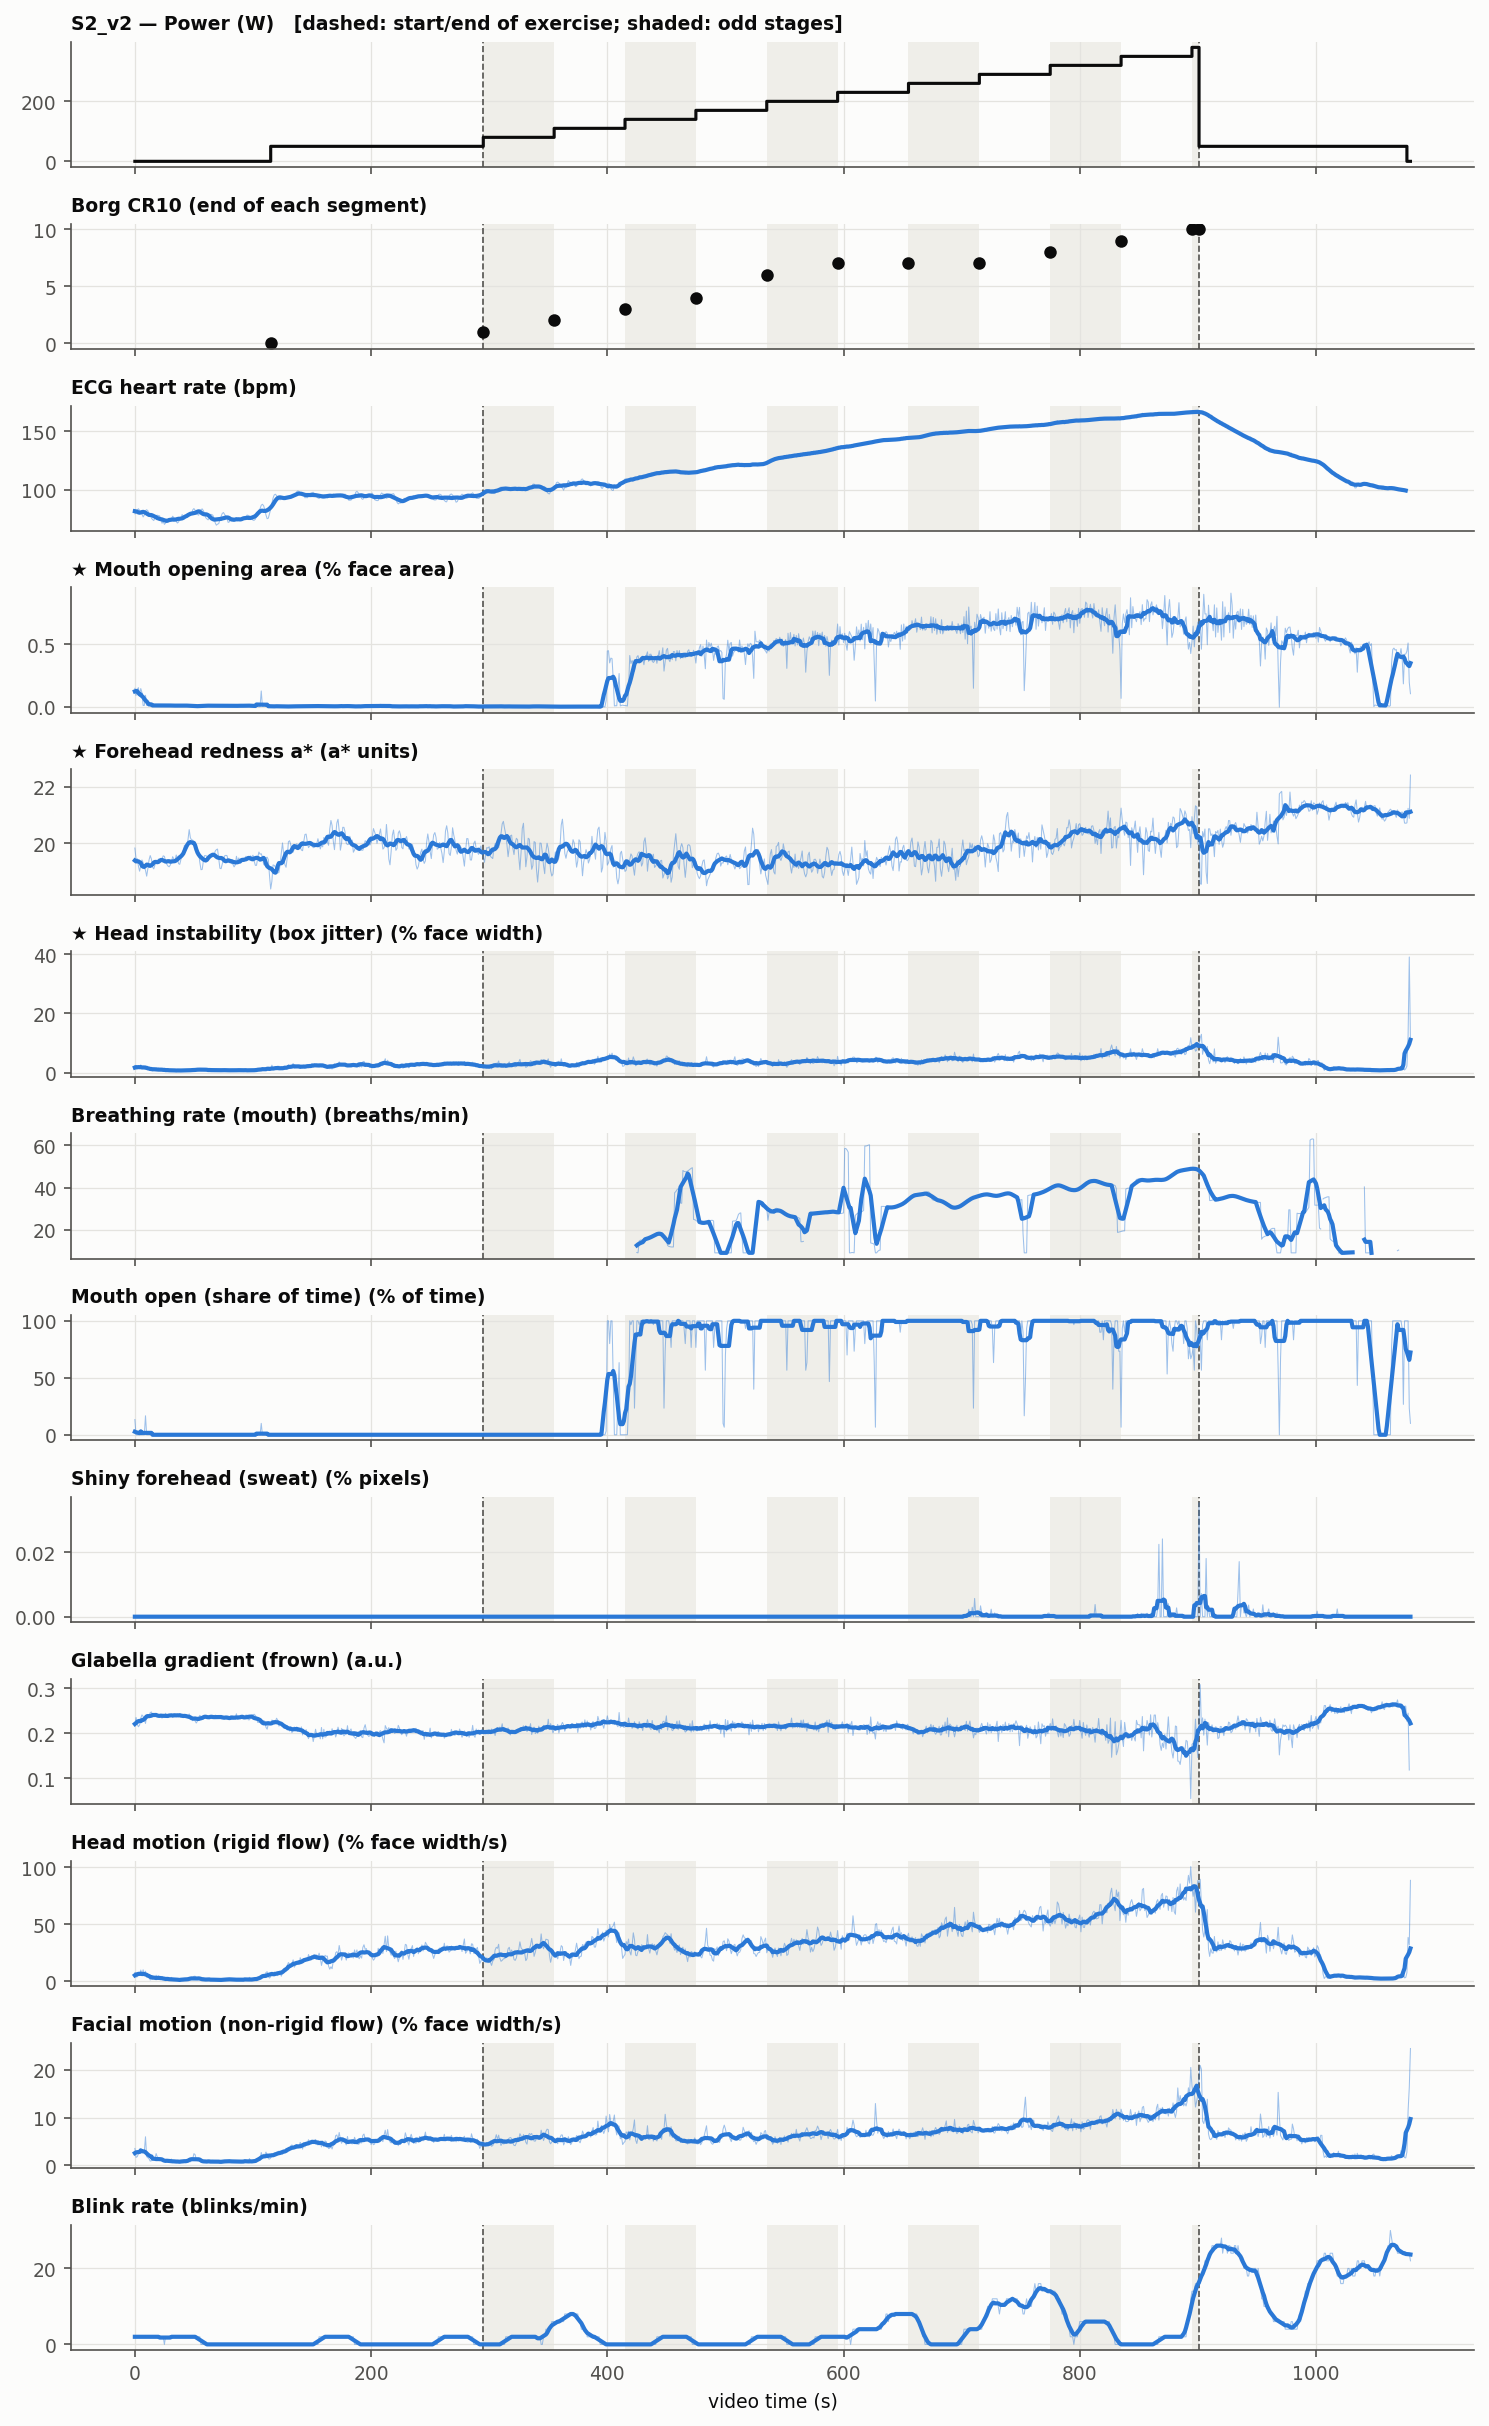 S2_v2 — Power (W)   [dashed: start/end of exercise; shaded: odd stages]
200
0
Borg CR10 (end of each segment)
10
5
0
ECG heart rate (bpm)
150
100
★ Mouth opening area (% face area)
0.5
0.0
★ Forehead redness a* (a* units)
22
20
★ Head instability (box jitter) (% face width)
40
20
0
Breathing rate (mouth) (breaths/min)
60
40
20
Mouth open (share of time) (% of time)
100
50
0
Shiny forehead (sweat) (% pixels)
0.02
0.00
Glabella gradient (frown) (a.u.)
0.3
0.2
0.1
Head motion (rigid flow) (% face width/s)
100
50
0
Facial motion (non-rigid flow) (% face width/s)
20
10
0
Blink rate (blinks/min)
20
0
0 200 400 600 800 1000
video time (s)